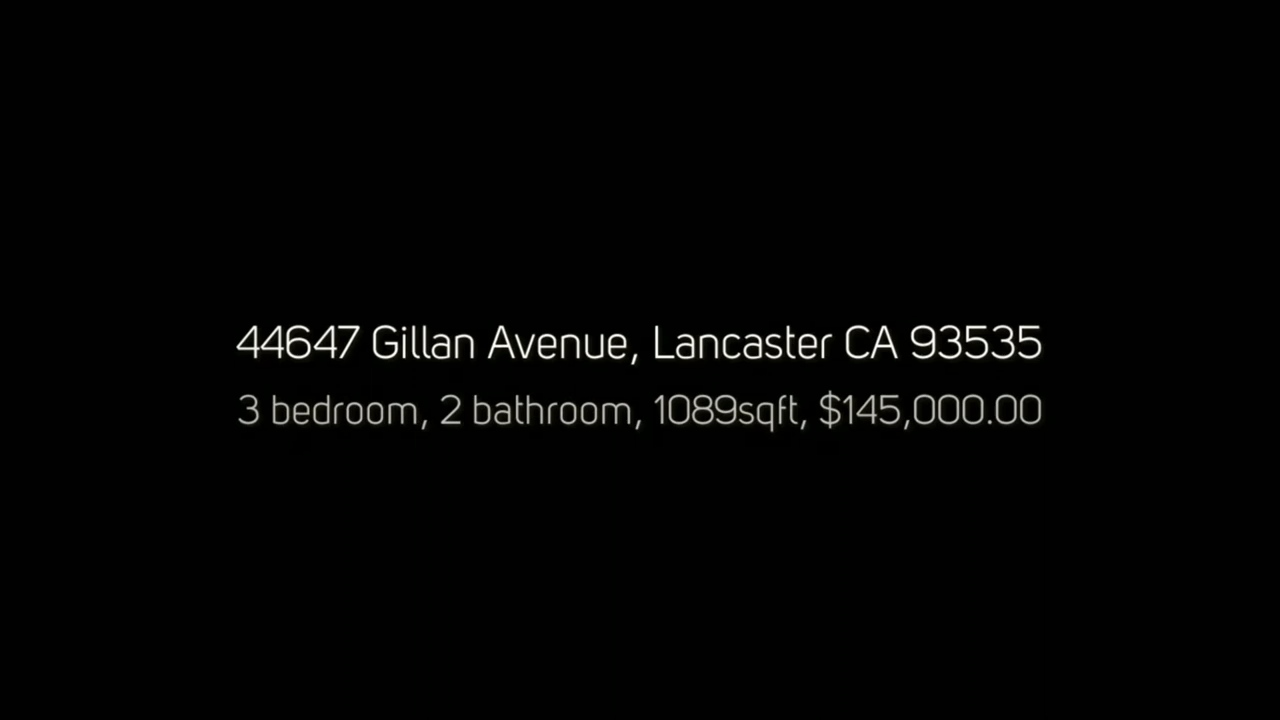 44647 Gillan Avenue, Lancaster CA 93535
3 bedroom, 2 bathroom, 1089sqft, $145,000.00